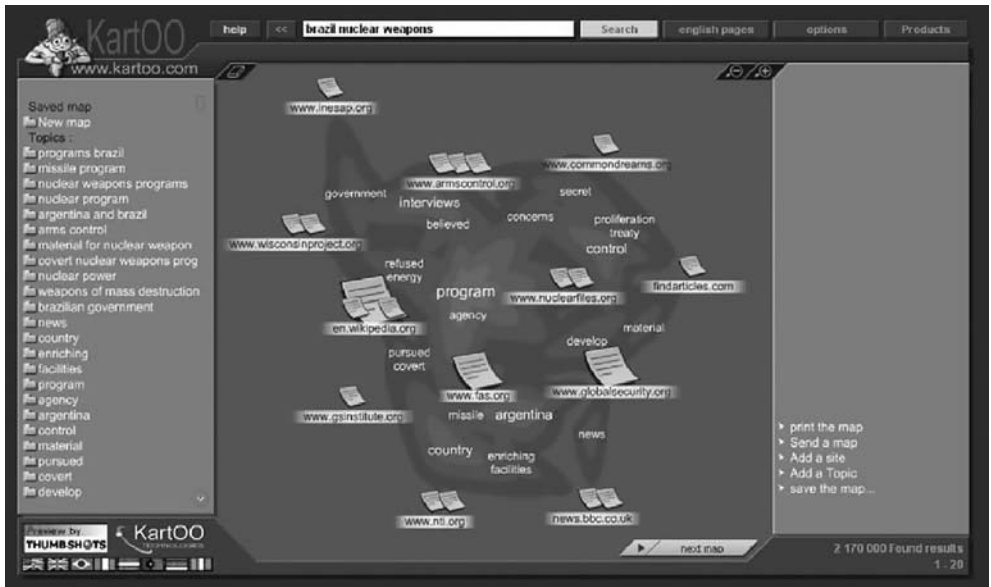 KartOO
www.kartoo.com
help
<<
brazil nuclear weapons
Search
english pages
options
Products
Saved map
New map
Topics :
programs brazil
missile program
nuclear weapons programs
nuclear program
argentina and brazil
arms control
material for nuclear weapon
covert nuclear weapons prog
nuclear power
weapons of mass destruction
brazilian government
news
country
enriching
facilities
program
agency
argentina
control
material
pursued
covert
develop
www.inesap.org
www.commondreams.org
www.armscontrol.org
government
interviews
secret
believed
concerns
proliferation
treaty
control
www.wisconsinproject.org
refused
energy
findarticles.com
program
www.nuclearfiles.org
agency
en.wikipedia.org
material
develop
pursued
covert
www.fas.org
www.globalsecurity.org
www.gsinstitute.org
missile
argentina
news
country
enriching
facilities
www.nti.org
news.bbc.co.uk
print the map
Send a map
Add a site
Add a Topic
save the map...
Preview by
THUMBSHOTS
KartOO
TECHNOLOGIES
next map
2 170 000 Found results
1 - 20